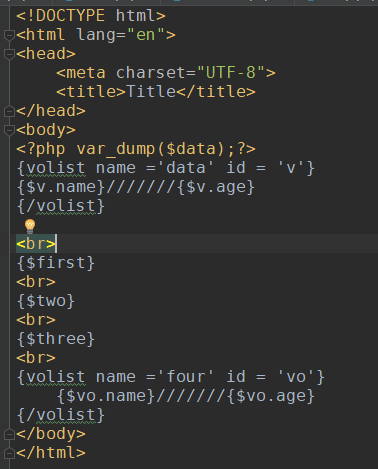 <!DOCTYPE html>
<html lang="en">
<head>
    <meta charset="UTF-8">
    <title>Title</title>
</head>
<body>
<?php var_dump($data);?>
{volist name ='data' id = 'v'}
{$v.name}///////{$v.age}
{/volist}
<br>
{$first}
<br>
{$two}
<br>
{$three}
<br>
{volist name ='four' id = 'vo'}
    {$vo.name}///////{$vo.age}
{/volist}
</body>
</html>